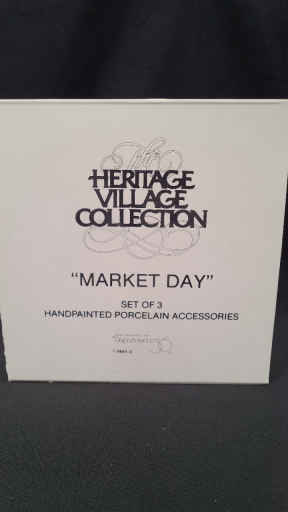 The
HERITAGE
VILLAGE
COLLECTION
"MARKET DAY"
SET OF 3
HANDPAINTED PORCELAIN ACCESSORIES